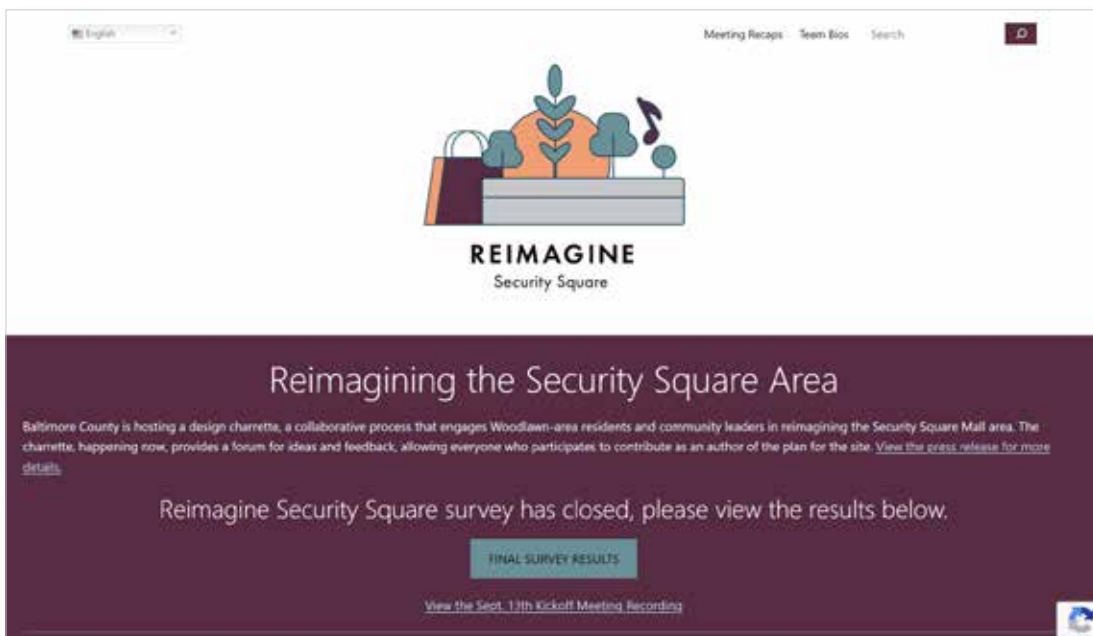 English
Meeting Recaps Team Bios Search
REIMAGINE
Security Square
Reimagining the Security Square Area
Baltimore County is hosting a design charrette, a collaborative process that engages Woodlawn-area residents and community leaders in reimagining the Security Square Mall area. The
charrette, happening now, provides a forum for ideas and feedback, allowing everyone who participates to contribute as an author of the plan for the site. View the press release for more
details.
Reimagine Security Square survey has closed, please view the results below.
FINAL SURVEY RESULTS
View the Sept. 13th Kickoff Meeting Recording